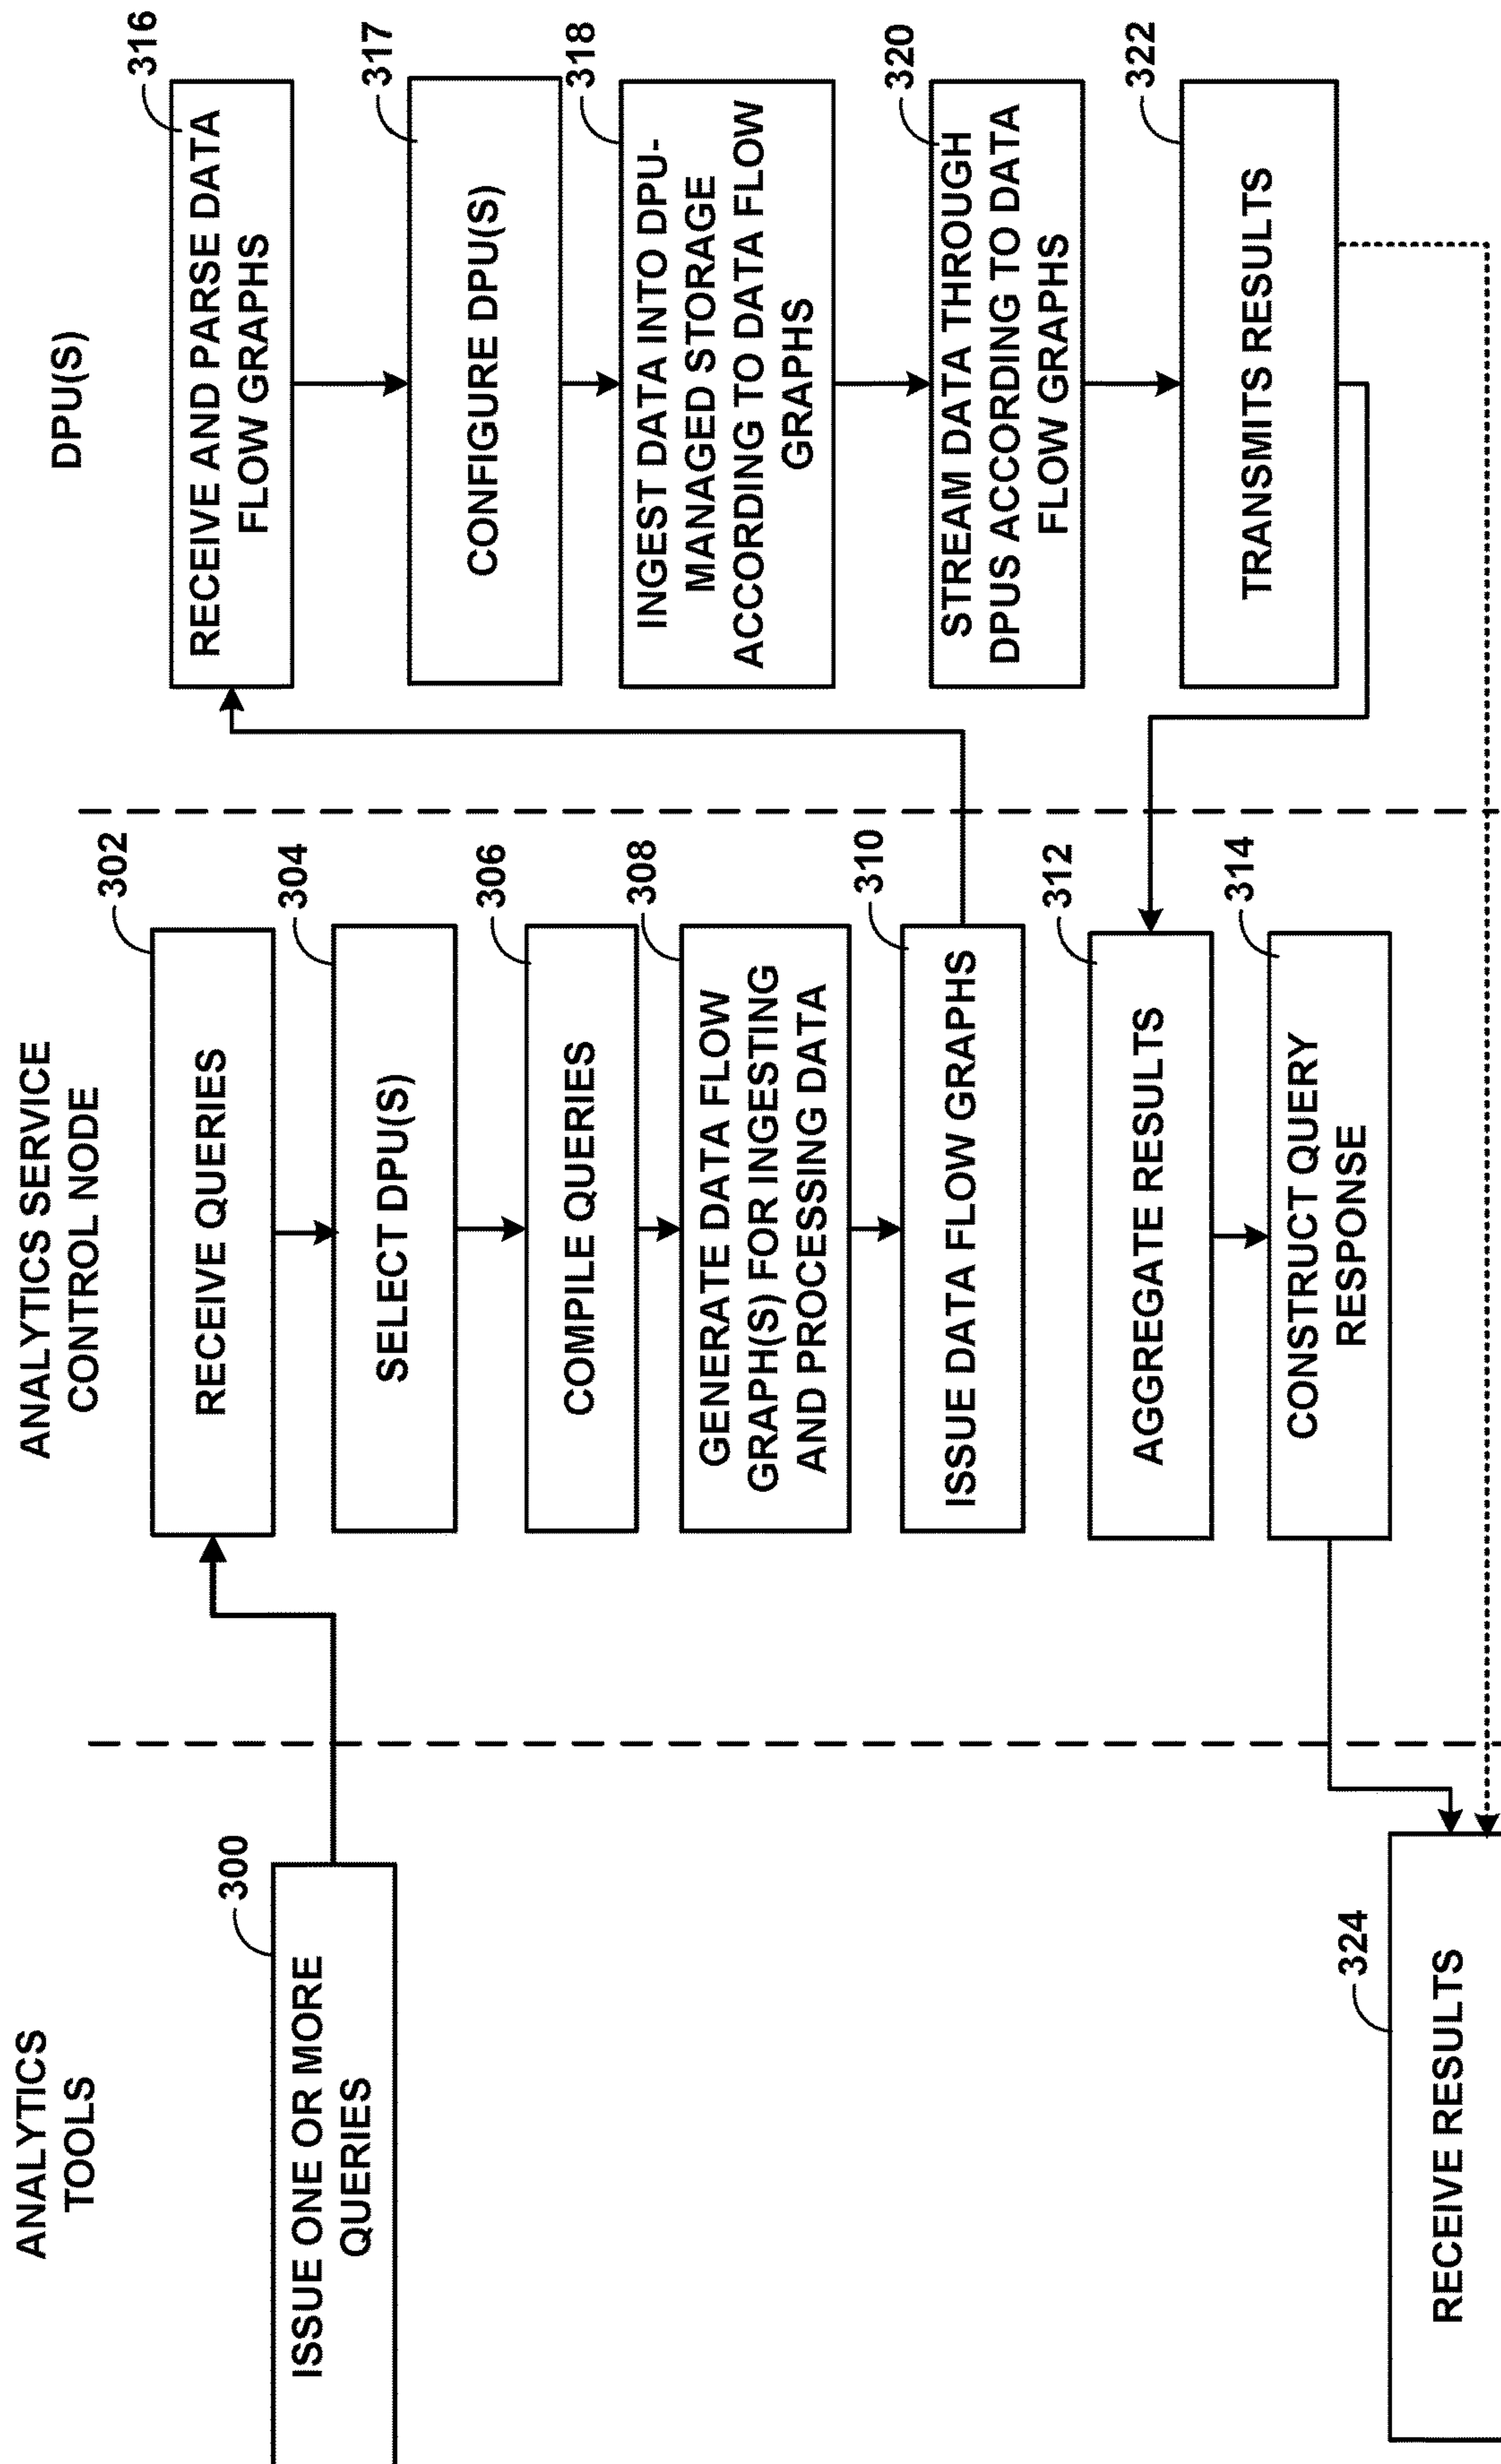 ANALYTICS
TOOLS
300
ISSUE ONE OR MORE
QUERIES
324
RECEIVE RESULTS
ANALYTICS SERVICE
CONTROL NODE
302
RECEIVE QUERIES
304
SELECT DPU(S)
306
COMPILE QUERIES
308
GENERATE DATA FLOW
GRAPH(S) FOR INGESTING
AND PROCESSING DATA
310
ISSUE DATA FLOW GRAPHS
312
AGGREGATE RESULTS
314
CONSTRUCT QUERY
RESPONSE
DPU(S)
316
RECEIVE AND PARSE DATA
FLOW GRAPHS
317
CONFIGURE DPU(S)
318
INGEST DATA INTO DPU-
MANAGED STORAGE
ACCORDING TO DATA FLOW
GRAPHS
320
STREAM DATA THROUGH
DPUS ACCORDING TO DATA
FLOW GRAPHS
322
TRANSMITS RESULTS